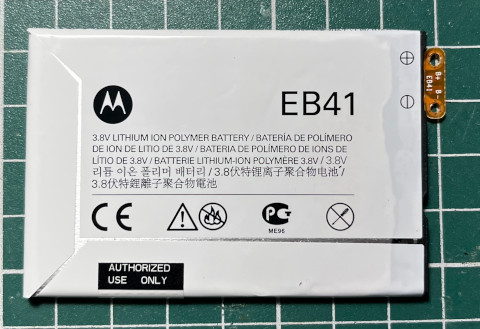 EB41
3.8V LITHIUM ION POLYMER BATTERY / BATERÍA DE POLÍMERO
DE ION DE LITIO DE 3.8V / BATERIA DE POLÍMERO DE IONS DE
LÍTIO DE 3.8V / BATTERIE LITHIUM-ION POLYMÈRE 3.8V / 3.8V
리튬 이온 폴리머 배터리 / 3.8伏特锂离子聚合物电池 /
3.8伏特鋰離子聚合物電池
CE
ME96
AUTHORIZED
USE ONLY
B+ B-
EB41